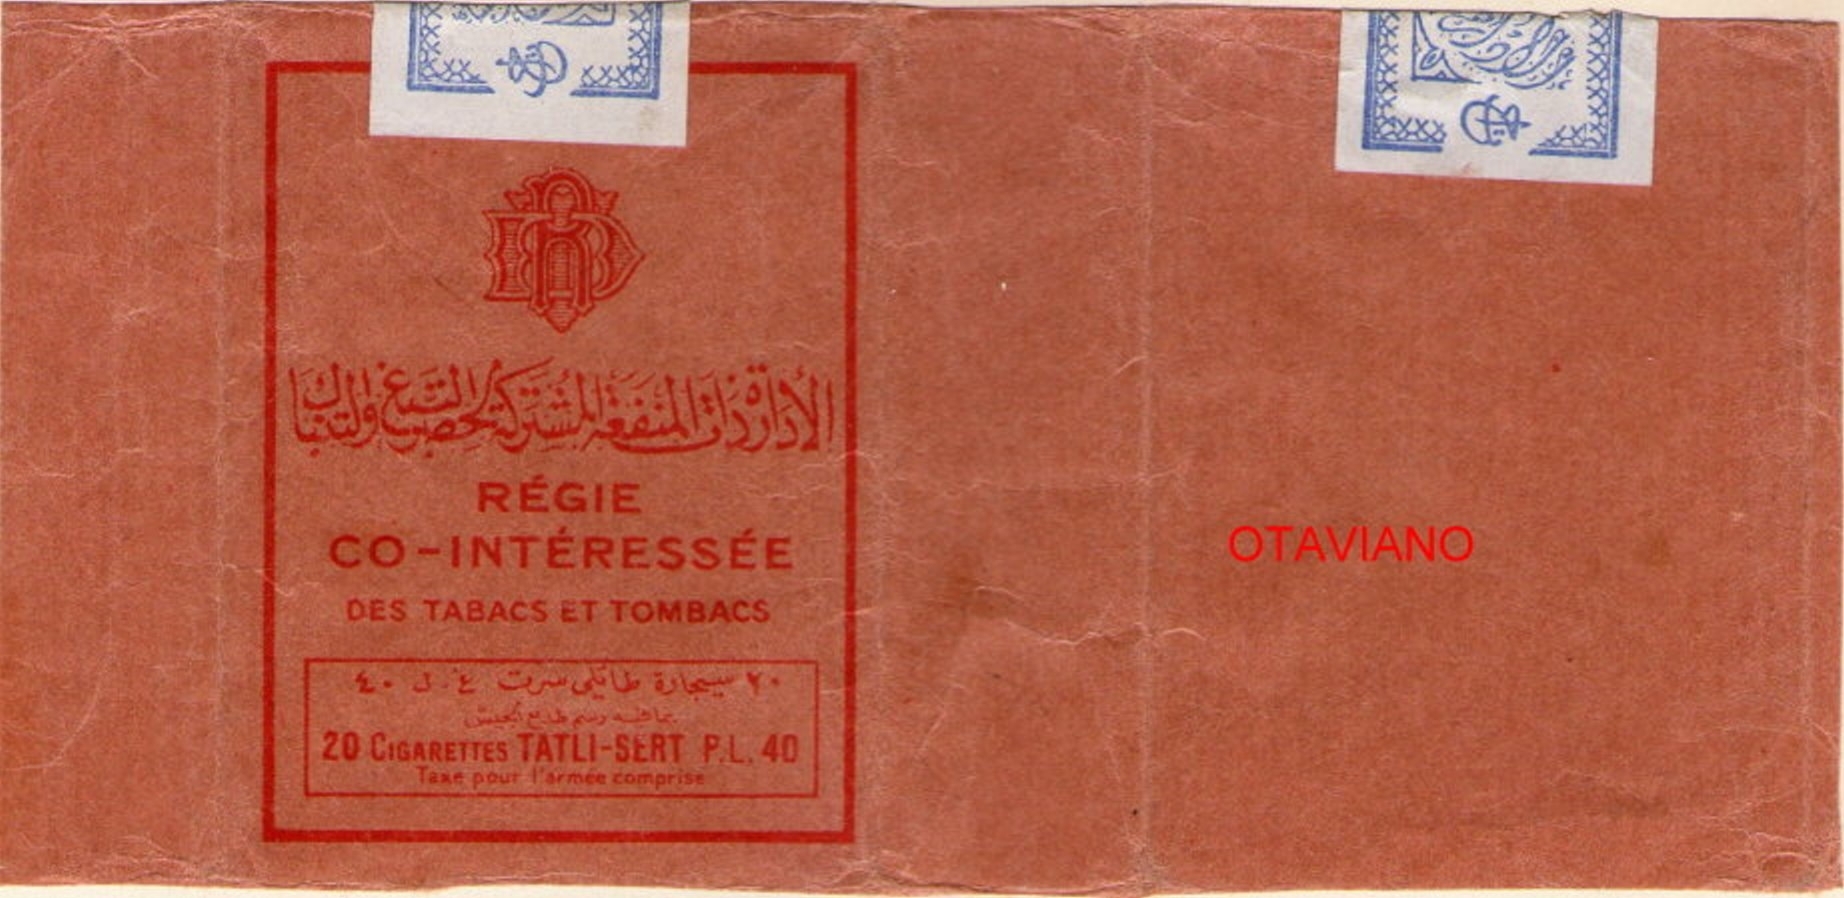 الأدارة ذات المنفعة المشتركة لحصر التبغ والتنباك
RÉGIE
CO-INTÉRESSÉE
DES TABACS ET TOMBACS
٢٠ سيجارة طاتلي سرت غ. ل ٤٠
20 CIGARETTES TATLI-SERT P.L. 40
Taxe pour l'armée comprise
OTAVIANO